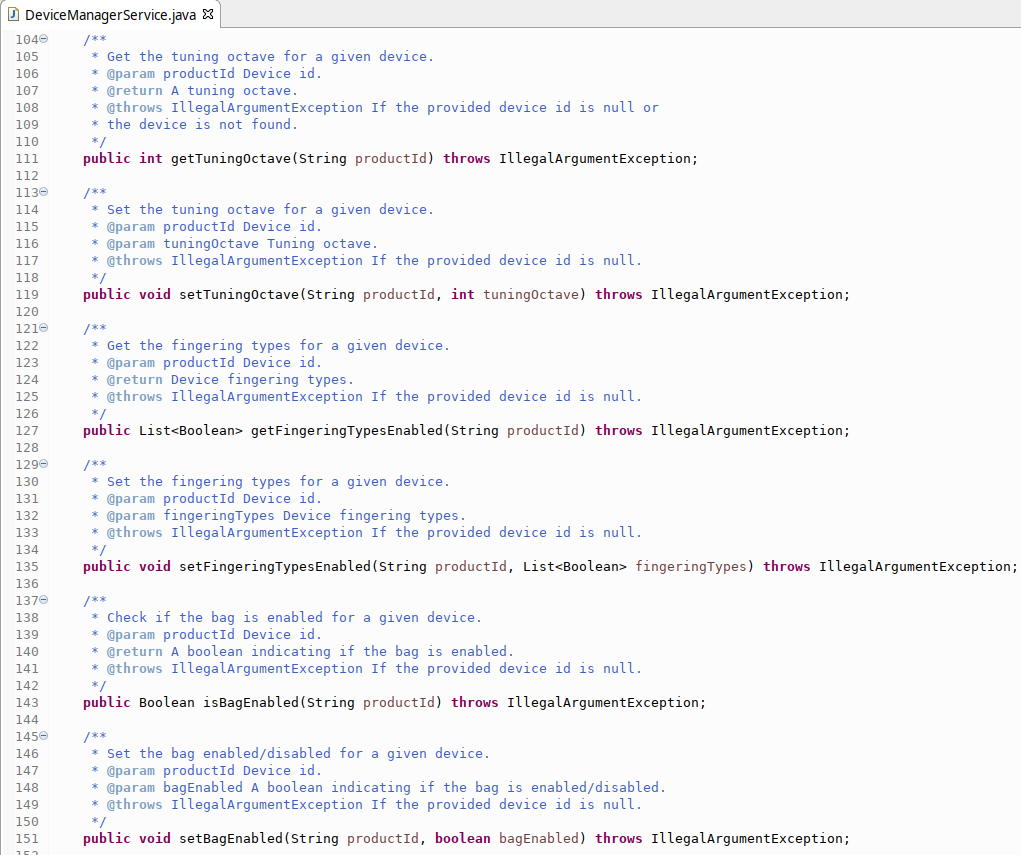 DeviceManagerService.java
104 /**
105 * Get the tuning octave for a given device.
106 * @param productId Device id.
107 * @return A tuning octave.
108 * @throws IllegalArgumentException If the provided device id is null or
109 * the device is not found.
110 */
111 public int getTuningOctave(String productId) throws IllegalArgumentException;
112
113 /**
114 * Set the tuning octave for a given device.
115 * @param productId Device id.
116 * @param tuningOctave Tuning octave.
117 * @throws IllegalArgumentException If the provided device id is null.
118 */
119 public void setTuningOctave(String productId, int tuningOctave) throws IllegalArgumentException;
120
121 /**
122 * Get the fingering types for a given device.
123 * @param productId Device id.
124 * @return Device fingering types.
125 * @throws IllegalArgumentException If the provided device id is null.
126 */
127 public List<Boolean> getFingeringTypesEnabled(String productId) throws IllegalArgumentException;
128
129 /**
130 * Set the fingering types for a given device.
131 * @param productId Device id.
132 * @param fingeringTypes Device fingering types.
133 * @throws IllegalArgumentException If the provided device id is null.
134 */
135 public void setFingeringTypesEnabled(String productId, List<Boolean> fingeringTypes) throws IllegalArgumentException;
136
137 /**
138 * Check if the bag is enabled for a given device.
139 * @param productId Device id.
140 * @return A boolean indicating if the bag is enabled.
141 * @throws IllegalArgumentException If the provided device id is null.
142 */
143 public Boolean isBagEnabled(String productId) throws IllegalArgumentException;
144
145 /**
146 * Set the bag enabled/disabled for a given device.
147 * @param productId Device id.
148 * @param bagEnabled A boolean indicating if the bag is enabled/disabled.
149 * @throws IllegalArgumentException If the provided device id is null.
150 */
151 public void setBagEnabled(String productId, boolean bagEnabled) throws IllegalArgumentException;